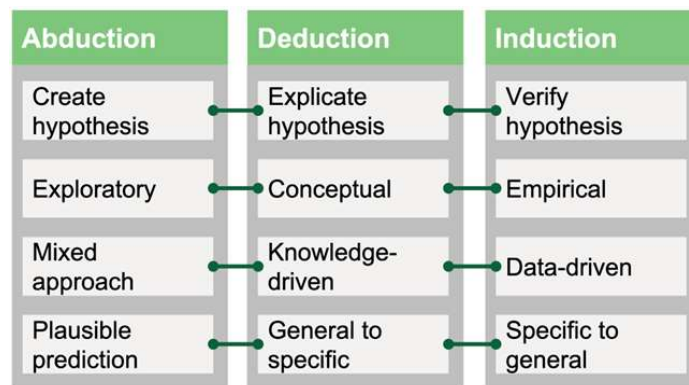 Abduction
Deduction
Induction
Create
hypothesis
Explicate
hypothesis
Verify
hypothesis
Exploratory
Conceptual
Empirical
Mixed
approach
Knowledge-
driven
Data-driven
Plausible
prediction
General to
specific
Specific to
general